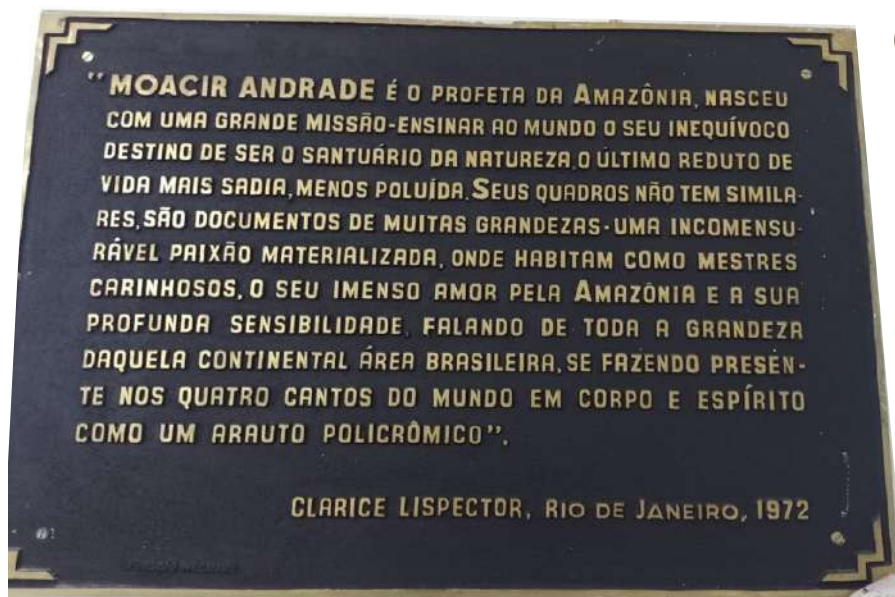 "MOACIR ANDRADE É O PROFETA DA AMAZÔNIA, NASCEU
COM UMA GRANDE MISSÃO-ENSINAR AO MUNDO O SEU INEQUÍVOCO
DESTINO DE SER O SANTUÁRIO DA NATUREZA, O ÚLTIMO REDUTO DE
VIDA MAIS SADIA, MENOS POLUÍDA. SEUS QUADROS NÃO TEM SIMILA-
RES, SÃO DOCUMENTOS DE MUITAS GRANDEZAS-UMA INCOMENSU-
RÁVEL PAIXÃO MATERIALIZADA, ONDE HABITAM COMO MESTRES
CARINHOSOS, O SEU IMENSO AMOR PELA AMAZÔNIA E A SUA
PROFUNDA SENSIBILIDADE, FALANDO DE TODA A GRANDEZA
DAQUELA CONTINENTAL ÁREA BRASILEIRA, SE FAZENDO PRESEN-
TE NOS QUATRO CANTOS DO MUNDO EM CORPO E ESPÍRITO
COMO UM ARAUTO POLICRÔMICO".
CLARICE LISPECTOR, RIO DE JANEIRO, 1972